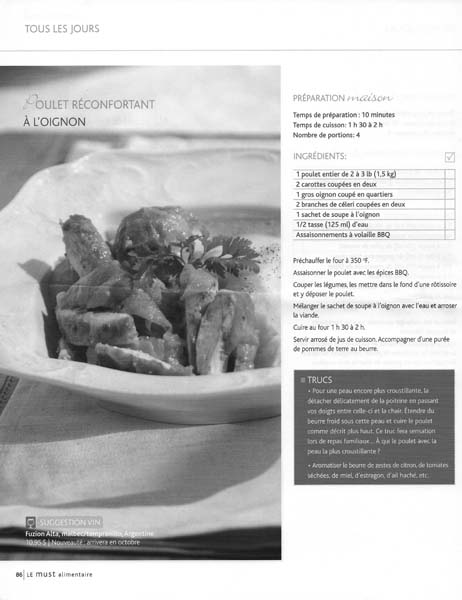 TOUS LES JOURS
POULET RÉCONFORTANT
À L'OIGNON
PRÉPARATION maison
Temps de préparation : 10 minutes
Temps de cuisson: 1 h 30 à 2 h
Nombre de portions: 4
INGRÉDIENTS:
1 poulet entier de 2 à 3 lb (1,5 kg)
2 carottes coupées en deux
1 gros oignon coupé en quartiers
2 branches de céleri coupées en deux
1 sachet de soupe à l'oignon
1/2 tasse (125 ml) d'eau
Assaisonnements à volaille BBQ
Préchauffer le four à 350 °F.
Assaisonner le poulet avec les épices BBQ.
Couper les légumes, les mettre dans le fond d'une rôtissoire
et y déposer le poulet.
Mélanger le sachet de soupe à l'oignon avec l'eau et arroser
la viande.
Cuire au four 1 h 30 à 2 h.
Servir arrosé de jus de cuisson. Accompagner d'une purée
de pommes de terre au beurre.
TRUCS
• Pour une peau encore plus croustillante, la
détacher délicatement de la poitrine en passant
vos doigts entre celle-ci et la chair. Étendre du
beurre froid sous cette peau et cuire le poulet
comme décrit plus haut. Ce truc fera sensation
lors de repas familiaux... À qui le poulet avec la
peau la plus croustillante ?
• Aromatiser le beurre de zestes de citron, de tomates
séchées, de miel, d'estragon, d'ail haché, etc.
SUGGESTION VIN
Fuzion Alta, malbec/tempranillo, Argentine
10,95 $ | Nouveauté : arrivera en octobre
86 | LE must alimentaire